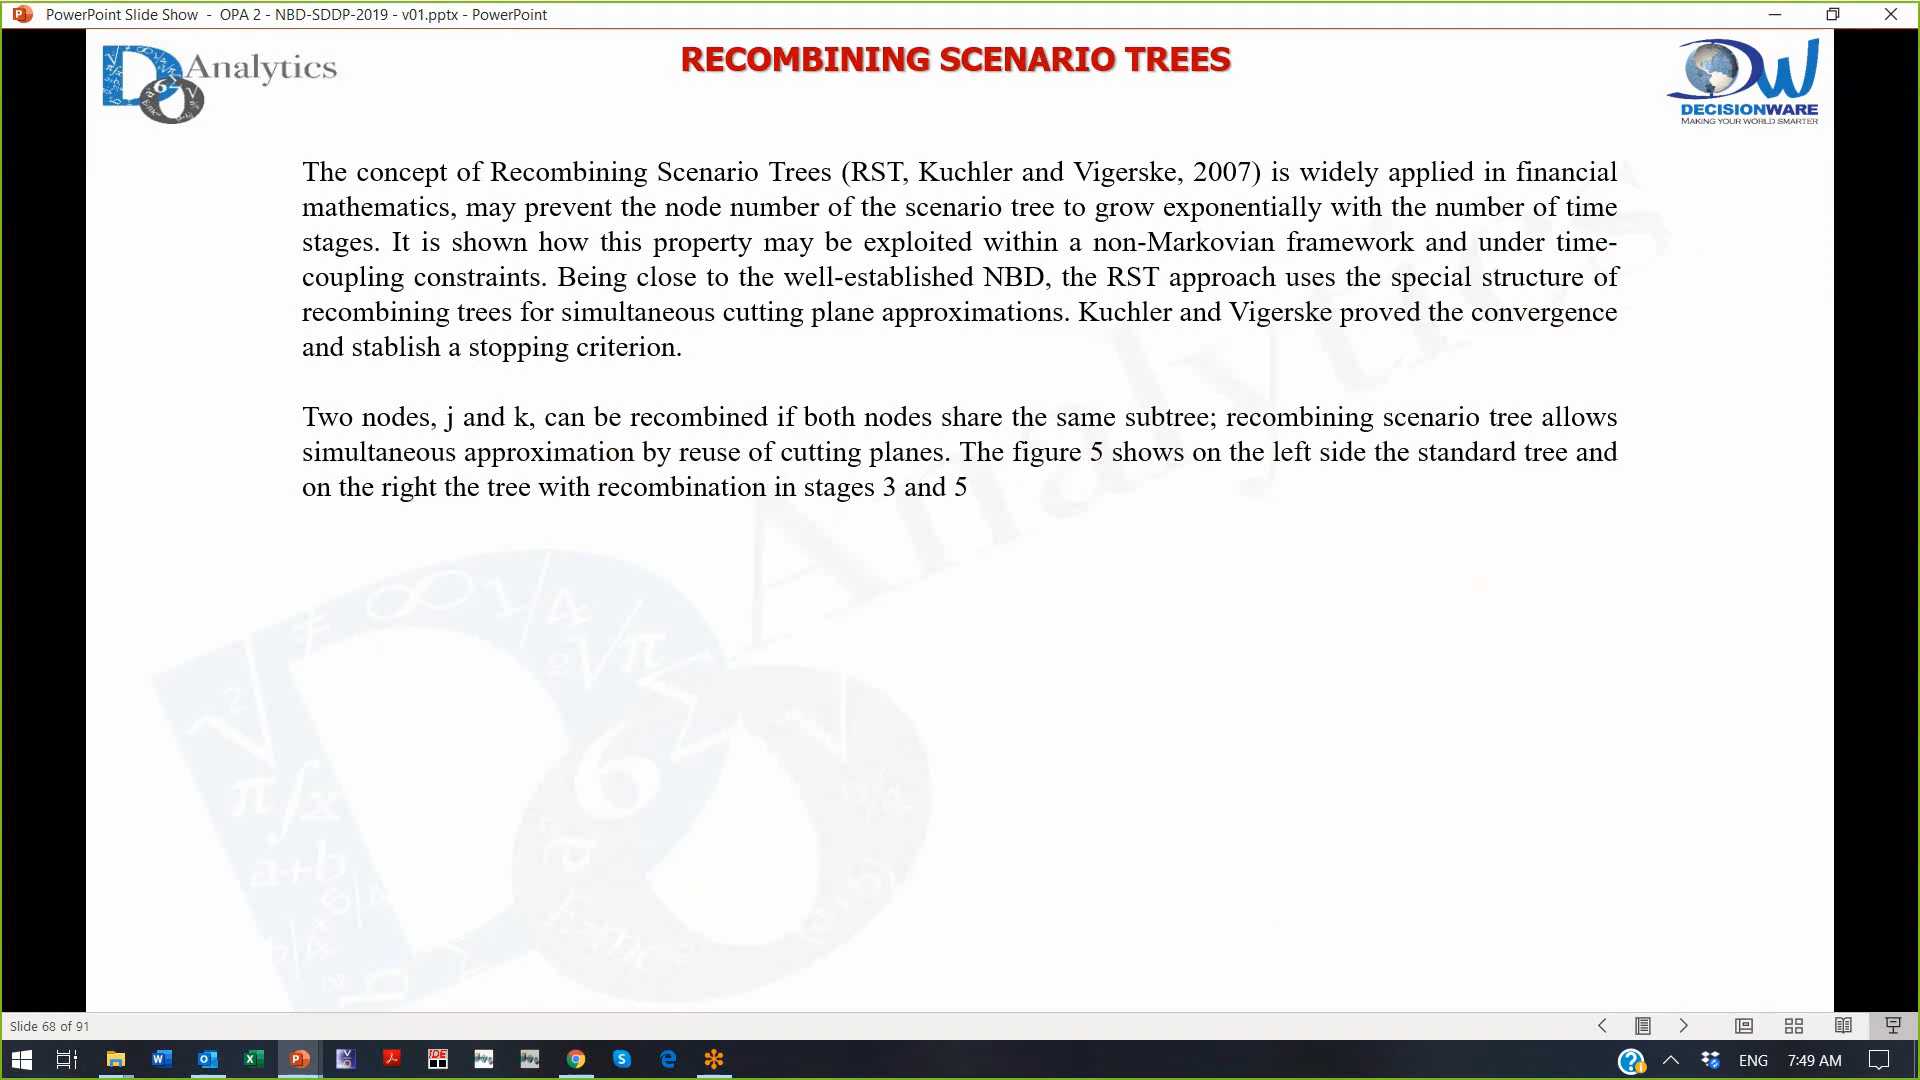 PowerPoint Slide Show - OPA 2 - NBD-SDDP-2019 - v01.pptx - PowerPoint
Analytics
RECOMBINING SCENARIO TREES
DECISIONWARE
MAKING YOUR WORLD SMARTER
The concept of Recombining Scenario Trees (RST, Kuchler and Vigerske, 2007) is widely applied in financial
mathematics, may prevent the node number of the scenario tree to grow exponentially with the number of time
stages. It is shown how this property may be exploited within a non-Markovian framework and under time-
coupling constraints. Being close to the well-established NBD, the RST approach uses the special structure of
recombining trees for simultaneous cutting plane approximations. Kuchler and Vigerske proved the convergence
and stablish a stopping criterion.
Two nodes, j and k, can be recombined if both nodes share the same subtree; recombining scenario tree allows
simultaneous approximation by reuse of cutting planes. The figure 5 shows on the left side the standard tree and
on the right the tree with recombination in stages 3 and 5
Analytics
Slide 68 of 91
ENG
7:49 AM